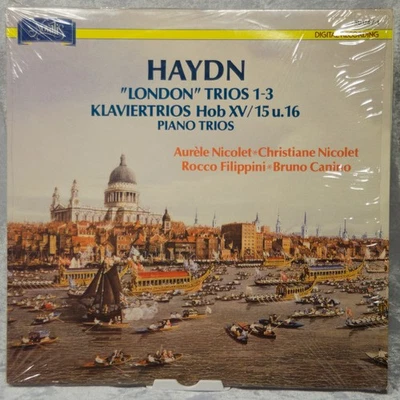 DIGITAL RECORDING
HAYDN
"LONDON" TRIOS 1-3
KLAVIERTRIOS Hob XV/15 u.16
PIANO TRIOS
Aurèle Nicolet·Christiane Nicolet
Rocco Filippini·Bruno Canino